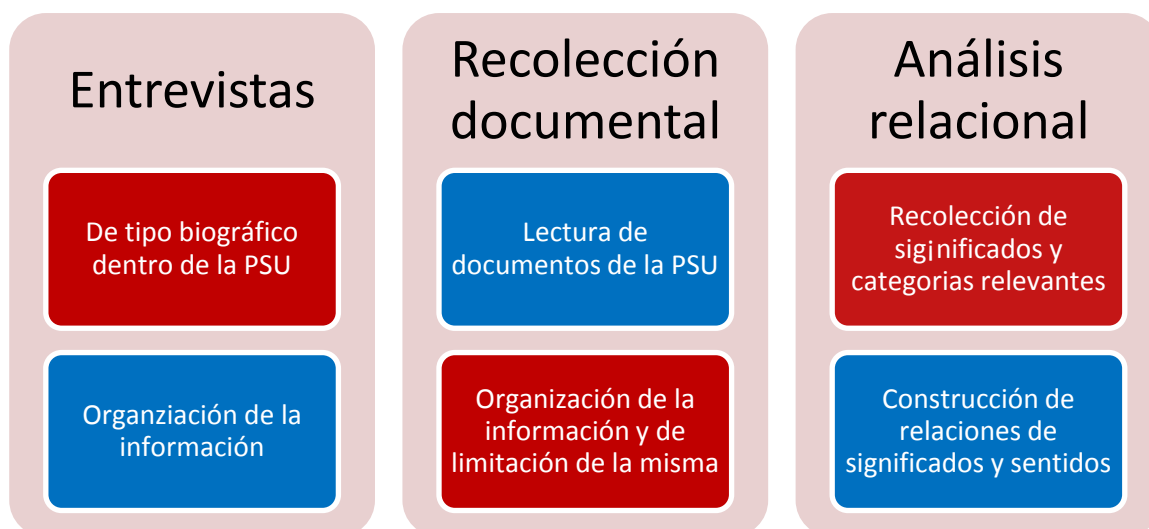 Entrevistas
De tipo biográfico
dentro de la PSU
Organziación de la
información
Recolección
documental
Lectura de
documentos de la PSU
Organización de la
información y de
limitación de la misma
Análisis
relacional
Recolección de
sig¡nificados y
categorias relevantes
Construcción de
relaciones de
significados y sentidos